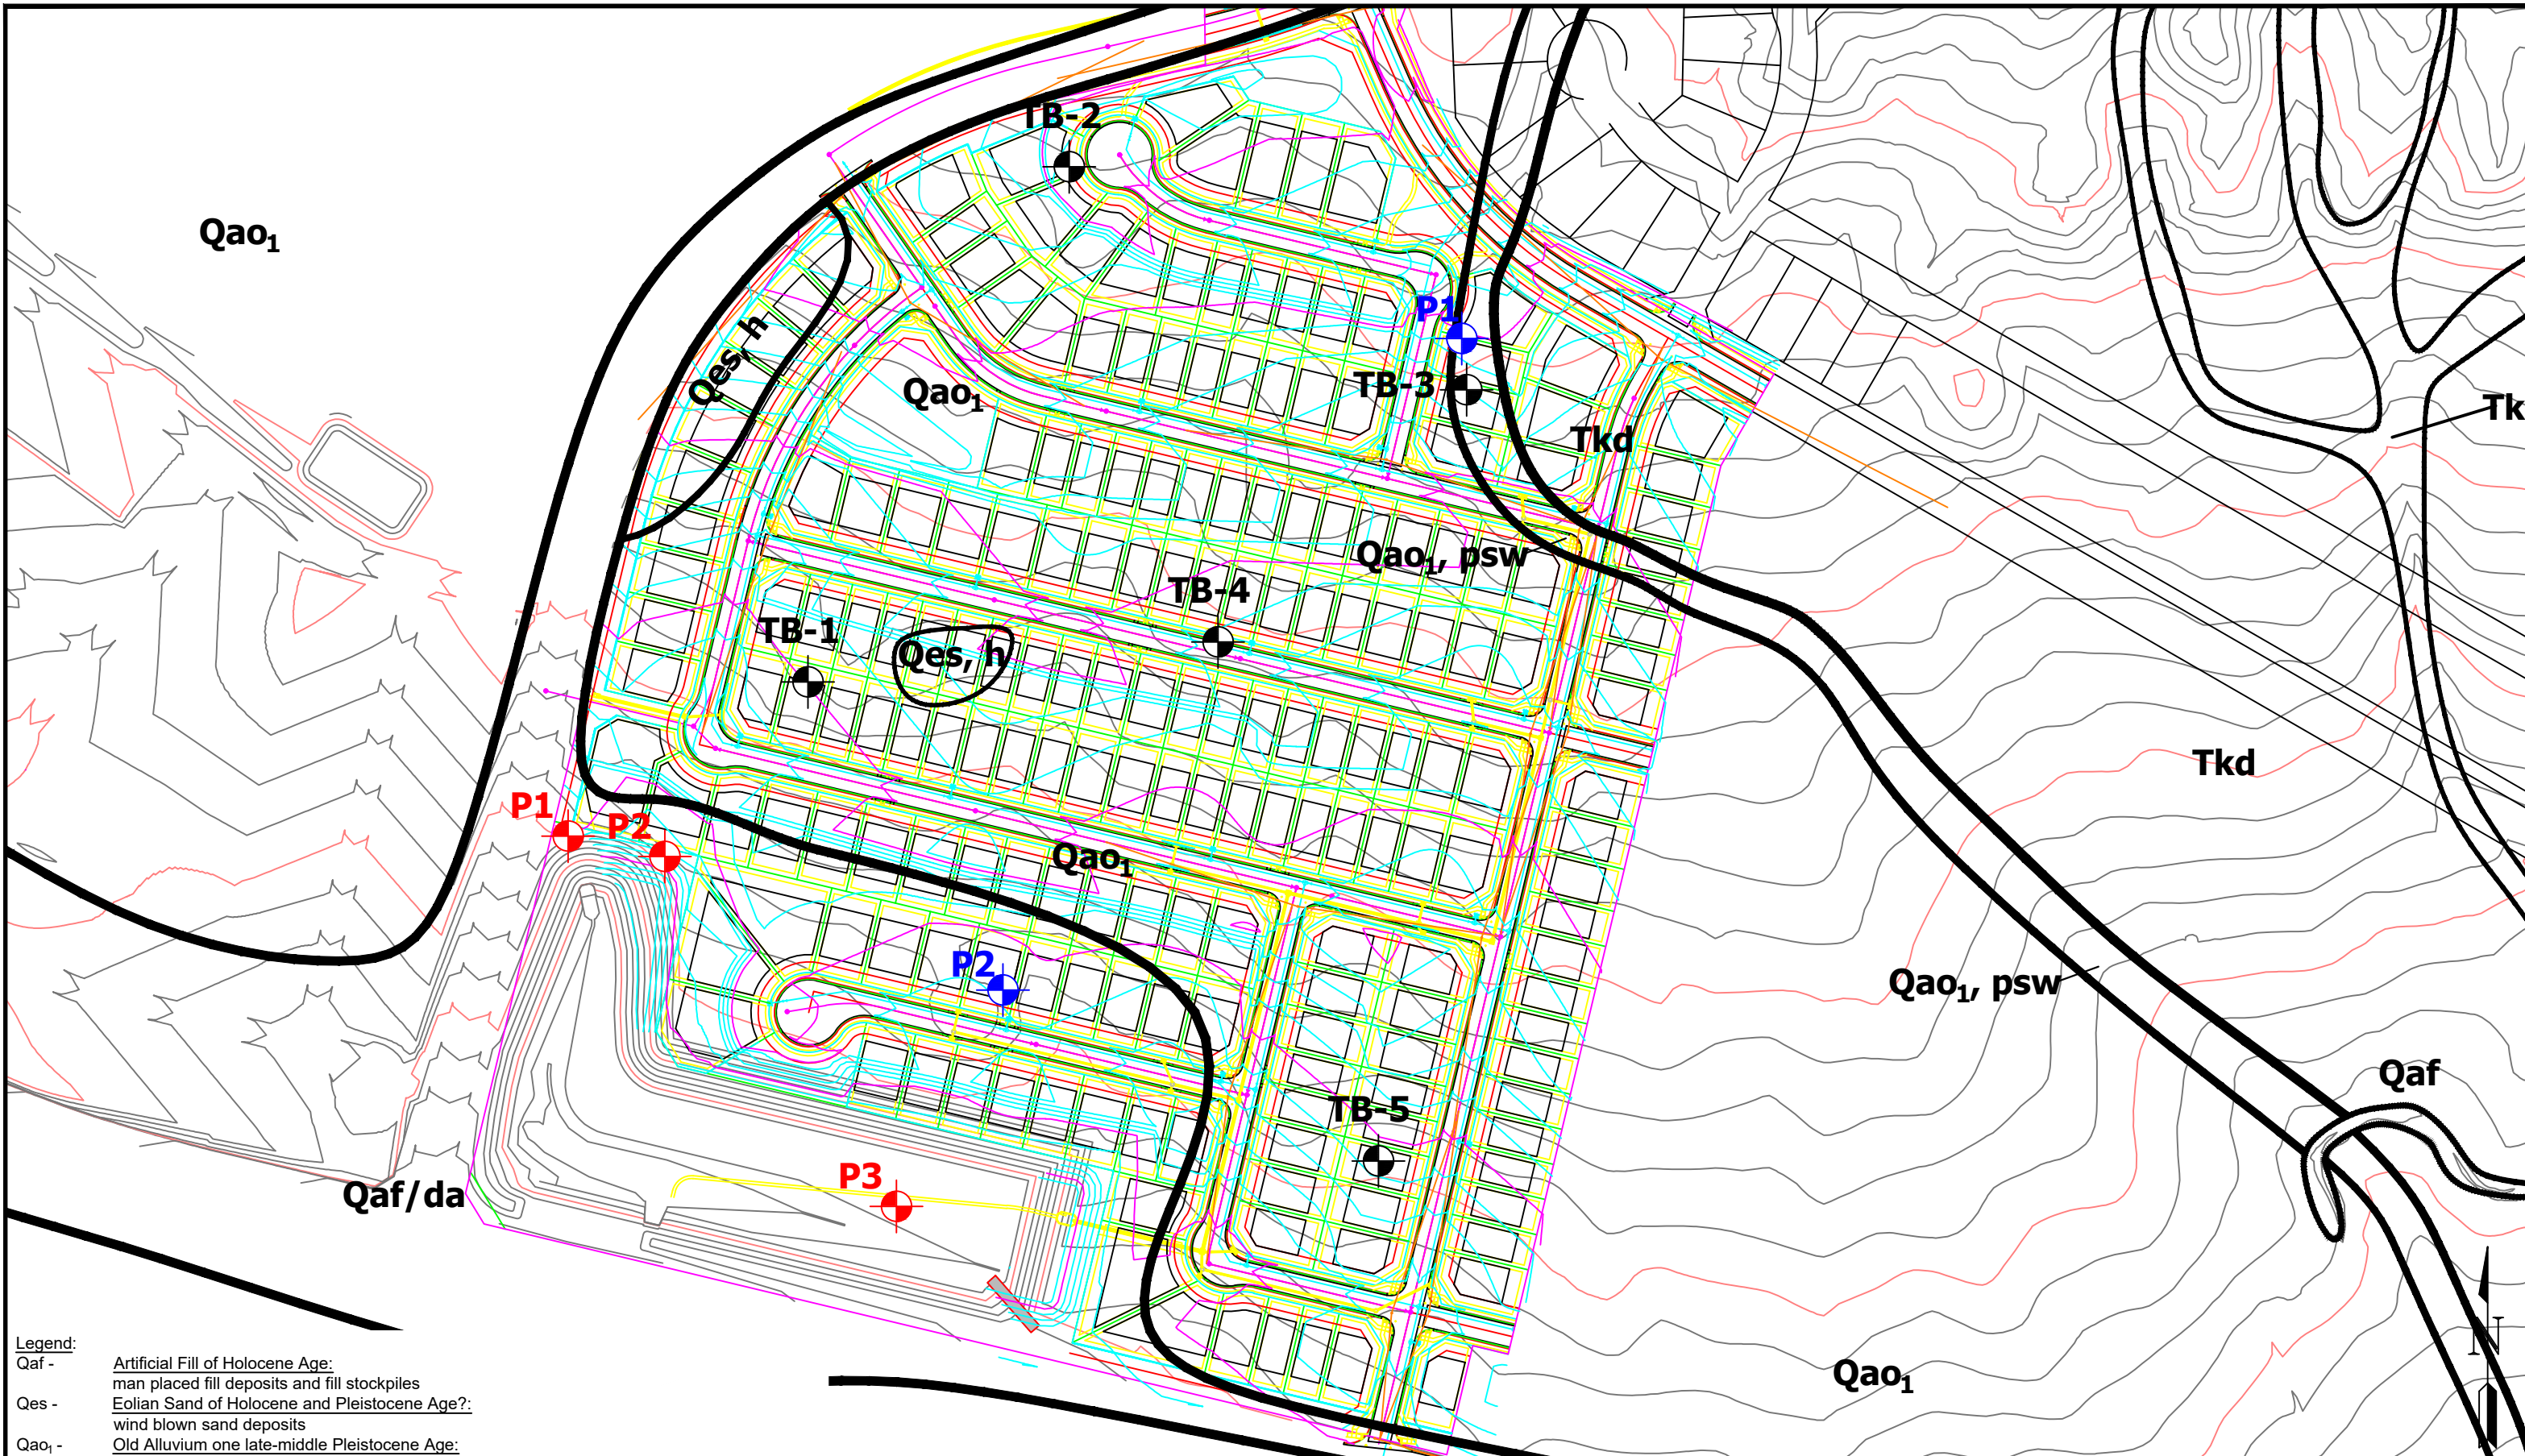 TB-2
Qao1
P1
Qes, h
TB-3
Qao1
Tk
Tkd
Qao1, psw
TB-4
TB-1
Qes, h
Tkd
P1
P2
Qao1
P2
Qao1, psw
Qaf
TB-5
P3
Qaf/da
N
Qao1
Legend:
Qaf - Artificial Fill of Holocene Age:
man placed fill deposits and fill stockpiles
Qes - Eolian Sand of Holocene and Pleistocene Age?:
wind blown sand deposits
Qao1 - Old Alluvium one late-middle Pleistocene Age: